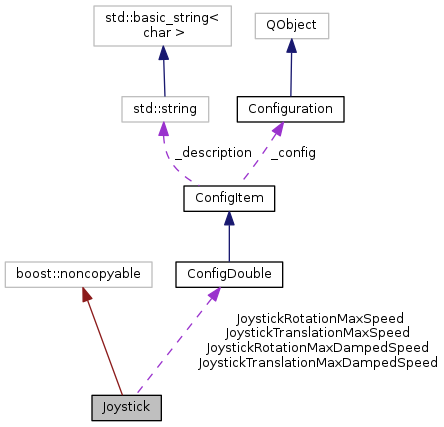 std::basic_string<
char >
QObject
std::string
Configuration
_description
_config
ConfigItem
boost::noncopyable
ConfigDouble
JoystickRotationMaxSpeed
JoystickTranslationMaxSpeed
JoystickRotationMaxDampedSpeed
JoystickTranslationMaxDampedSpeed
Joystick